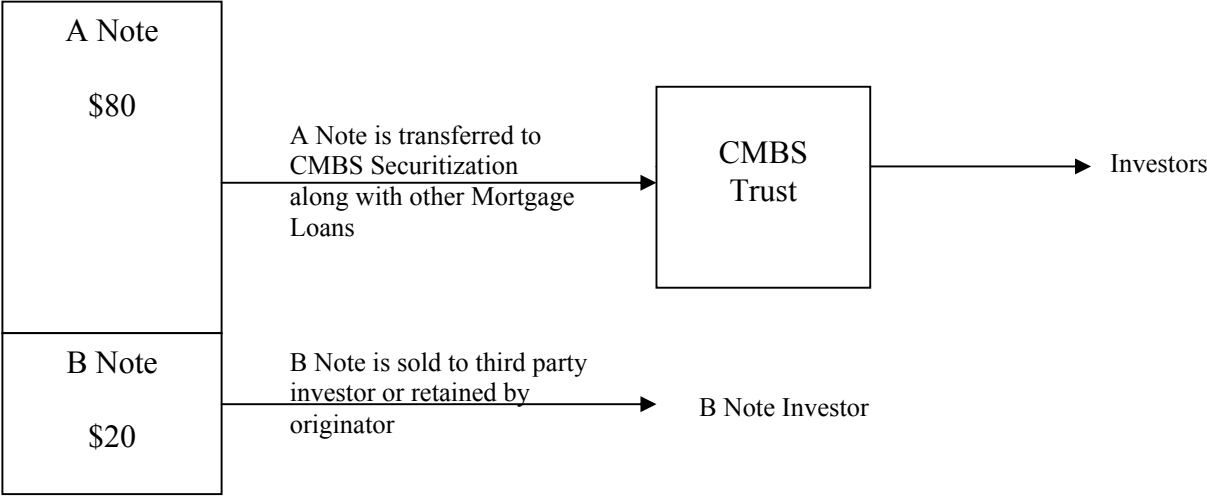 A Note
$80
A Note is transferred to
CMBS Securitization
along with other Mortgage
Loans
CMBS
Trust
Investors
B Note
$20
B Note is sold to third party
investor or retained by
originator
B Note Investor